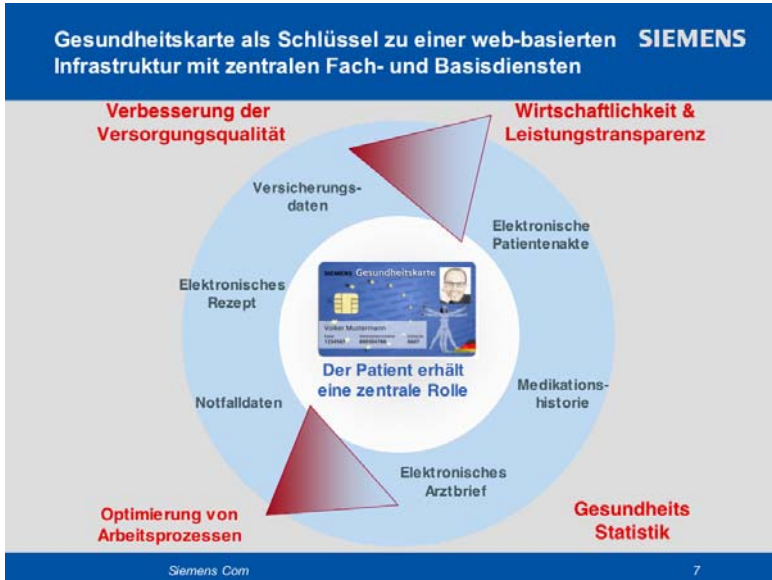 Gesundheitskarte als Schlüssel zu einer web-basierten
Infrastruktur mit zentralen Fach- und Basisdiensten
SIEMENS
Verbesserung der
Versorgungsqualität
Wirtschaftlichkeit &
Leistungstransparenz
Versicherungs-
daten
Elektronische
Patientenakte
Elektronisches
Rezept
SIEMENS Gesundheitskarte
Volker Mustermann
Der Patient erhält
eine zentrale Rolle
Notfalldaten
Medikations-
historie
Elektronisches
Arztbrief
Optimierung von
Arbeitsprozessen
Gesundheits
Statistik
Siemens Com
7